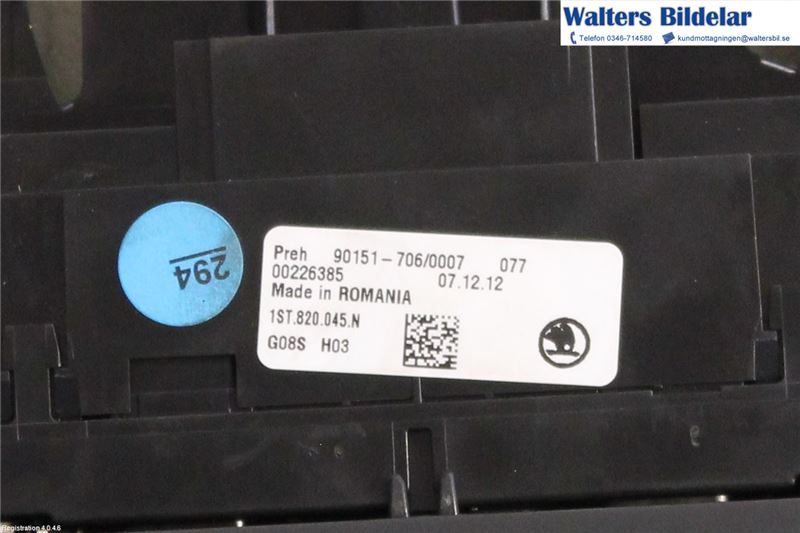 Walters Bildelar
Telefon 0346-714580 kundmottagningen@waltersbil.se
294
Preh 90151-706/0007 077
00226385 07.12.12
Made in ROMANIA
1ST.820.045.N
G08S H03
Registration 4.0.4.6